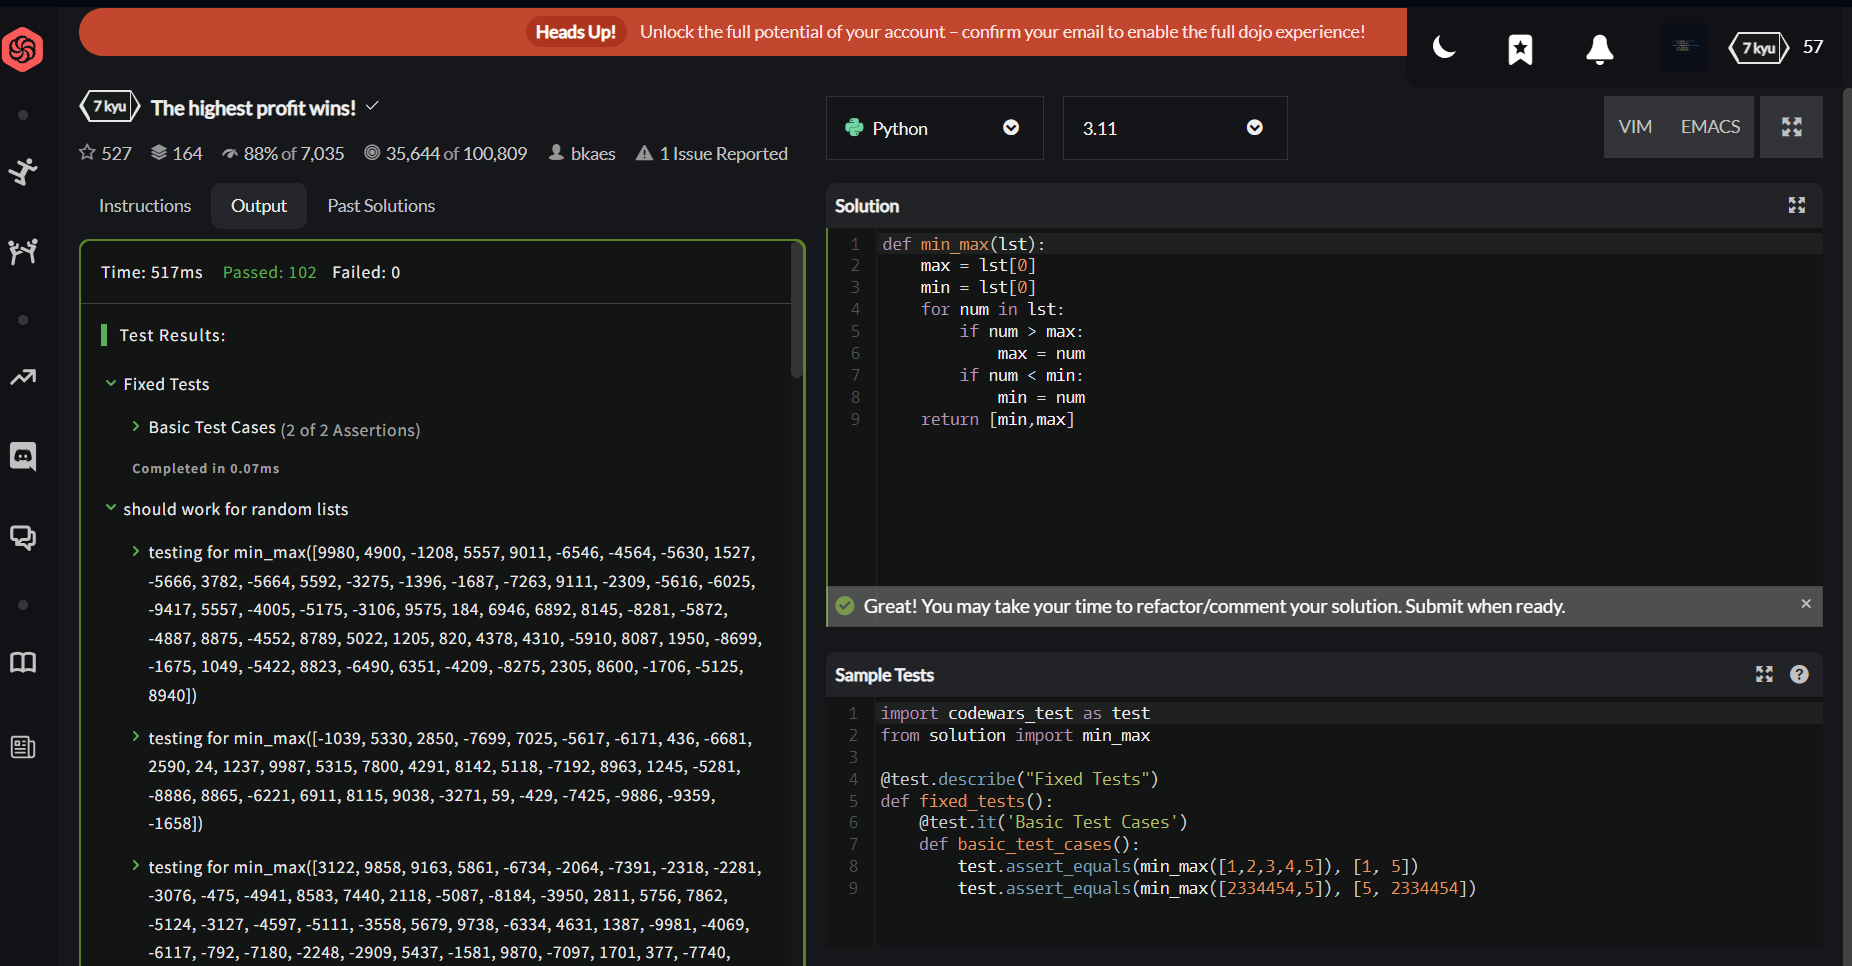 Heads Up! Unlock the full potential of your account – confirm your email to enable the full dojo experience!
7 kyu 57
7 kyu The highest profit wins!
527 164 88% of 7,035 35,644 of 100,809 bkaes 1 Issue Reported
Python 3.11 VIM EMACS
Instructions Output Past Solutions
Time: 517ms Passed: 102 Failed: 0
Test Results:
Fixed Tests
Basic Test Cases (2 of 2 Assertions)
Completed in 0.07ms
should work for random lists
testing for min_max([9980, 4900, -1208, 5557, 9011, -6546, -4564, -5630, 1527,
-5666, 3782, -5664, 5592, -3275, -1396, -1687, -7263, 9111, -2309, -5616, -6025,
-9417, 5557, -4005, -5175, -3106, 9575, 184, 6946, 6892, 8145, -8281, -5872,
-4887, 8875, -4552, 8789, 5022, 1205, 820, 4378, 4310, -5910, 8087, 1950, -8699,
-1675, 1049, -5422, 8823, -6490, 6351, -4209, -8275, 2305, 8600, -1706, -5125,
8940])
testing for min_max([-1039, 5330, 2850, -7699, 7025, -5617, -6171, 436, -6681,
2590, 24, 1237, 9987, 5315, 7800, 4291, 8142, 5118, -7192, 8963, 1245, -5281,
-8886, 8865, -6221, 6911, 8115, 9038, -3271, 59, -429, -7425, -9886, -9359,
-1658])
testing for min_max([3122, 9858, 9163, 5861, -6734, -2064, -7391, -2318, -2281,
-3076, -475, -4941, 8583, 7440, 2118, -5087, -8184, -3950, 2811, 5756, 7862,
-5124, -3127, -4597, -5111, -3558, 5679, 9738, -6334, 4631, 1387, -9981, -4069,
-6117, -792, -7180, -2248, -2909, 5437, -1581, 9870, -7097, 1701, 377, -7740,
Solution
1 def min_max(lst):
2     max = lst[0]
3     min = lst[0]
4     for num in lst:
5         if num > max:
6             max = num
7         if num < min:
8             min = num
9     return [min,max]
Great! You may take your time to refactor/comment your solution. Submit when ready.
Sample Tests
1 import codewars_test as test
2 from solution import min_max
3
4 @test.describe("Fixed Tests")
5 def fixed_tests():
6     @test.it('Basic Test Cases')
7     def basic_test_cases():
8         test.assert_equals(min_max([1,2,3,4,5]), [1, 5])
9         test.assert_equals(min_max([2334454,5]), [5, 2334454])